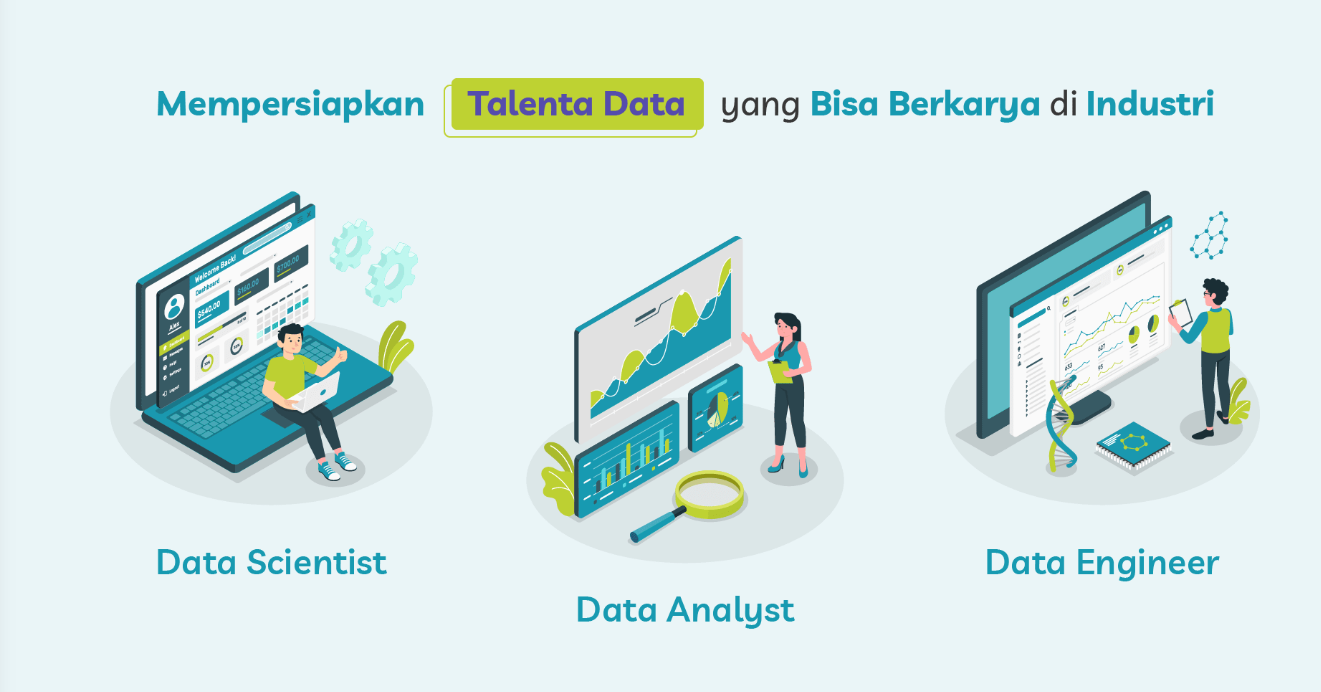 Mempersiapkan Talenta Data yang Bisa Berkarya di Industri
Welcome Back!
Dashboard
$540.00
$160.00
$700.00
Alex
Data Scientist
Data Analyst
Data Engineer